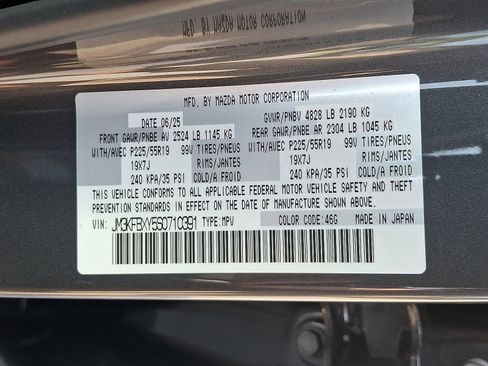 MFD. BY MAZDA MOTOR CORPORATION
DATE 06/25 GVWR/PNBV 4828 LB 2190 KG
FRONT GAWR/PNBE AV 2524 LB 1145 KG REAR GAWR/PNBE AR 2304 LB 1045 KG
WITH/AVEC P225/55R19 99V TIRES/PNEUS WITH/AVEC P225/55R19 99V TIRES/PNEUS
19X7J RIMS/JANTES 19X7J RIMS/JANTES
240 KPA/35 PSI COLD/A FROID 240 KPA/35 PSI COLD/A FROID
THIS VEHICLE CONFORMS TO ALL APPLICABLE FEDERAL MOTOR VEHICLE SAFETY AND THEFT
PREVENTION STANDARDS IN EFFECT ON THE DATE OF MANUFACTURE SHOWN ABOVE.
VIN: JM3KFBXY5S0710391 TYPE: MPV COLOR CODE: 46G MADE IN JAPAN